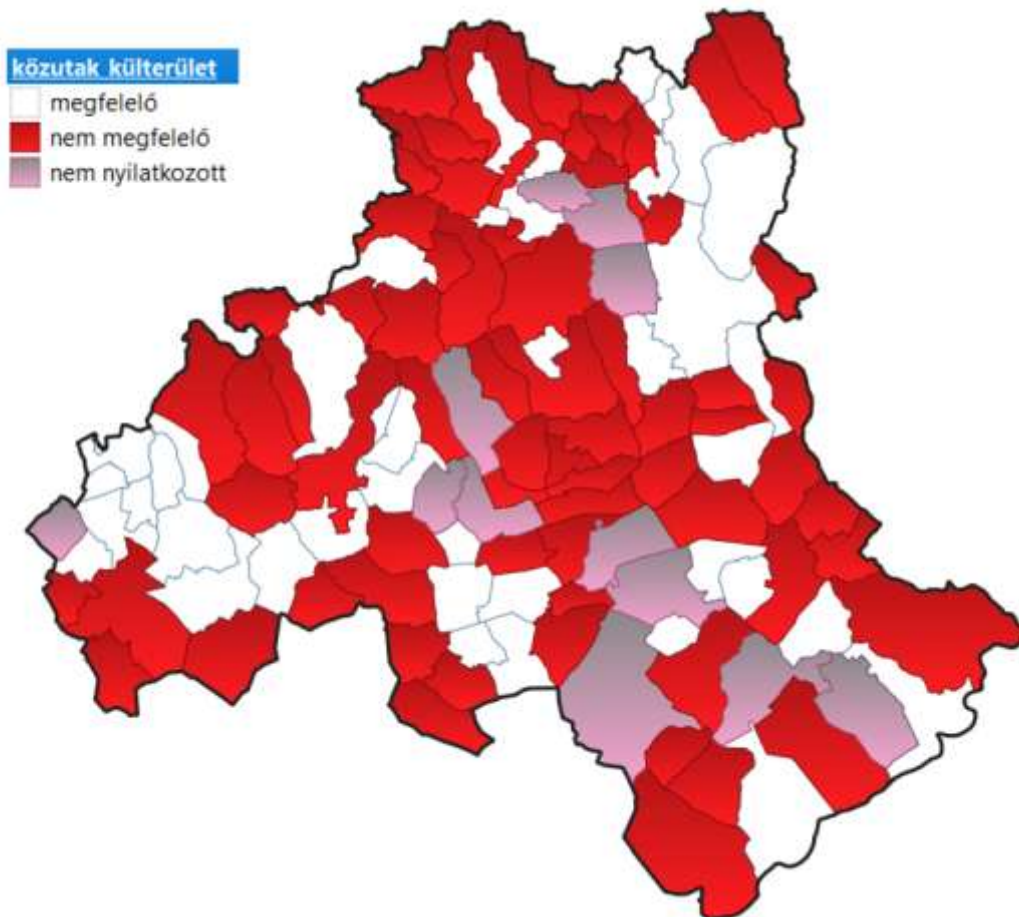 közutak külterület
megfelelő
nem megfelelő
nem nyilatkozott